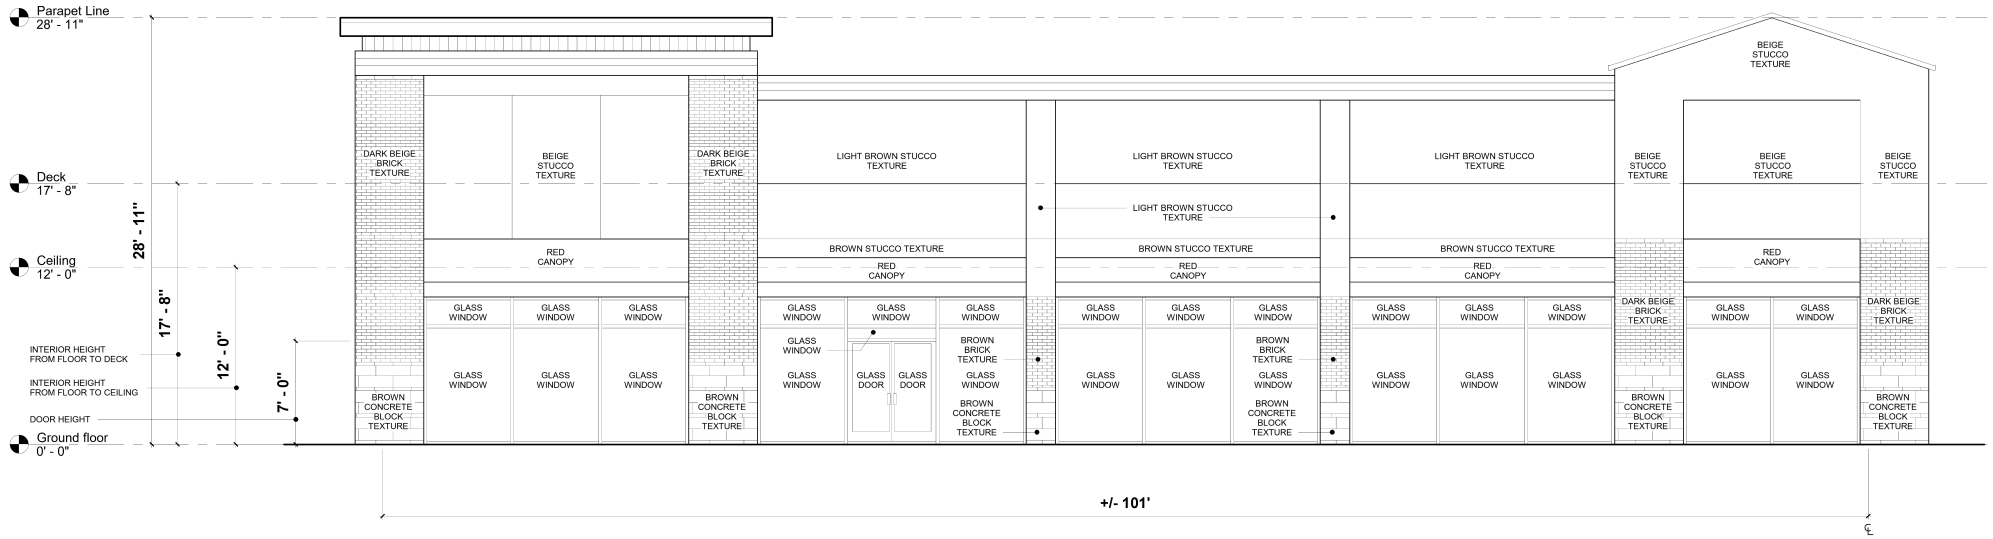 Parapet Line
28' - 11"
Deck
17' - 8"
Ceiling
12' - 0"
Ground floor
0' - 0"
28' - 11"
17' - 8"
12' - 0"
7' - 0"
INTERIOR HEIGHT
FROM FLOOR TO DECK
INTERIOR HEIGHT
FROM FLOOR TO CEILING
DOOR HEIGHT
DARK BEIGE
BRICK
TEXTURE
BEIGE
STUCCO
TEXTURE
DARK BEIGE
BRICK
TEXTURE
LIGHT BROWN STUCCO
TEXTURE
LIGHT BROWN STUCCO
TEXTURE
LIGHT BROWN STUCCO
TEXTURE
BEIGE
STUCCO
TEXTURE
BEIGE
STUCCO
TEXTURE
BEIGE
STUCCO
TEXTURE
BEIGE
STUCCO
TEXTURE
LIGHT BROWN STUCCO
TEXTURE
RED
CANOPY
BROWN STUCCO TEXTURE
BROWN STUCCO TEXTURE
BROWN STUCCO TEXTURE
RED
CANOPY
RED
CANOPY
RED
CANOPY
RED
CANOPY
GLASS
WINDOW
GLASS
WINDOW
GLASS
WINDOW
GLASS
WINDOW
GLASS
WINDOW
GLASS
WINDOW
GLASS
WINDOW
GLASS
WINDOW
GLASS
WINDOW
GLASS
WINDOW
GLASS
WINDOW
GLASS
WINDOW
DARK BEIGE
BRICK
TEXTURE
GLASS
WINDOW
GLASS
WINDOW
DARK BEIGE
BRICK
TEXTURE
GLASS
WINDOW
BROWN
BRICK
TEXTURE
BROWN
BRICK
TEXTURE
BROWN
CONCRETE
BLOCK
TEXTURE
GLASS
WINDOW
GLASS
WINDOW
GLASS
WINDOW
BROWN
CONCRETE
BLOCK
TEXTURE
GLASS
WINDOW
GLASS
DOOR
GLASS
DOOR
GLASS
WINDOW
BROWN
CONCRETE
BLOCK
TEXTURE
GLASS
WINDOW
GLASS
WINDOW
GLASS
WINDOW
BROWN
CONCRETE
BLOCK
TEXTURE
GLASS
WINDOW
GLASS
WINDOW
GLASS
WINDOW
BROWN
CONCRETE
BLOCK
TEXTURE
GLASS
WINDOW
GLASS
WINDOW
BROWN
CONCRETE
BLOCK
TEXTURE
+/- 101'
℄